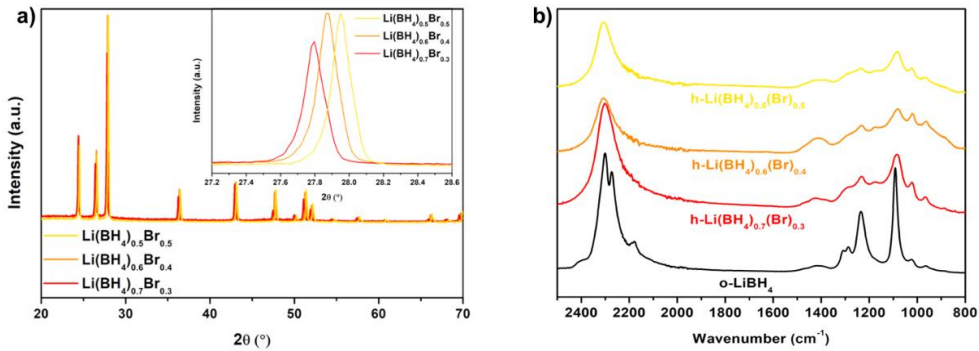 a)
Intensity (a.u.)
Intensity (a.u.)
Li(BH₄)₀.₅Br₀.₅
Li(BH₄)₀.₆Br₀.₄
Li(BH₄)₀.₇Br₀.₃
27.2 27.4 27.6 27.8 28.0 28.2 28.4 28.6
2θ (°)
Li(BH₄)₀.₅Br₀.₅
Li(BH₄)₀.₆Br₀.₄
Li(BH₄)₀.₇Br₀.₃
20 30 40 50 60 70
2θ (°)
b)
Intensity (a.u.)
h-Li(BH₄)₀.₅(Br)₀.₅
h-Li(BH₄)₀.₆(Br)₀.₄
h-Li(BH₄)₀.₇(Br)₀.₃
o-LiBH₄
2400 2200 2000 1800 1600 1400 1200 1000 800
Wavenumber (cm⁻¹)